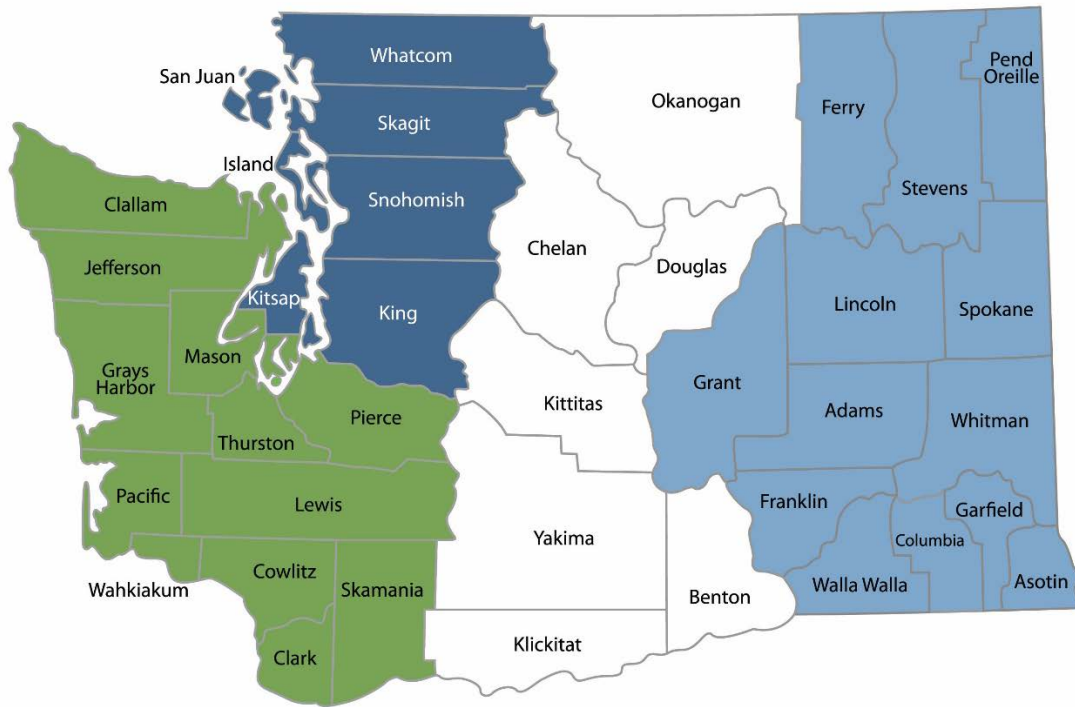 Whatcom
San Juan
Skagit
Island
Snohomish
Kitsap
King
Clallam
Jefferson
Grays
Harbor
Mason
Thurston
Pierce
Pacific
Lewis
Wahkiakum
Cowlitz
Skamania
Clark
Okanogan
Chelan
Douglas
Kittitas
Yakima
Klickitat
Benton
Ferry
Stevens
Pend
Oreille
Lincoln
Spokane
Grant
Adams
Whitman
Franklin
Walla Walla
Columbia
Garfield
Asotin